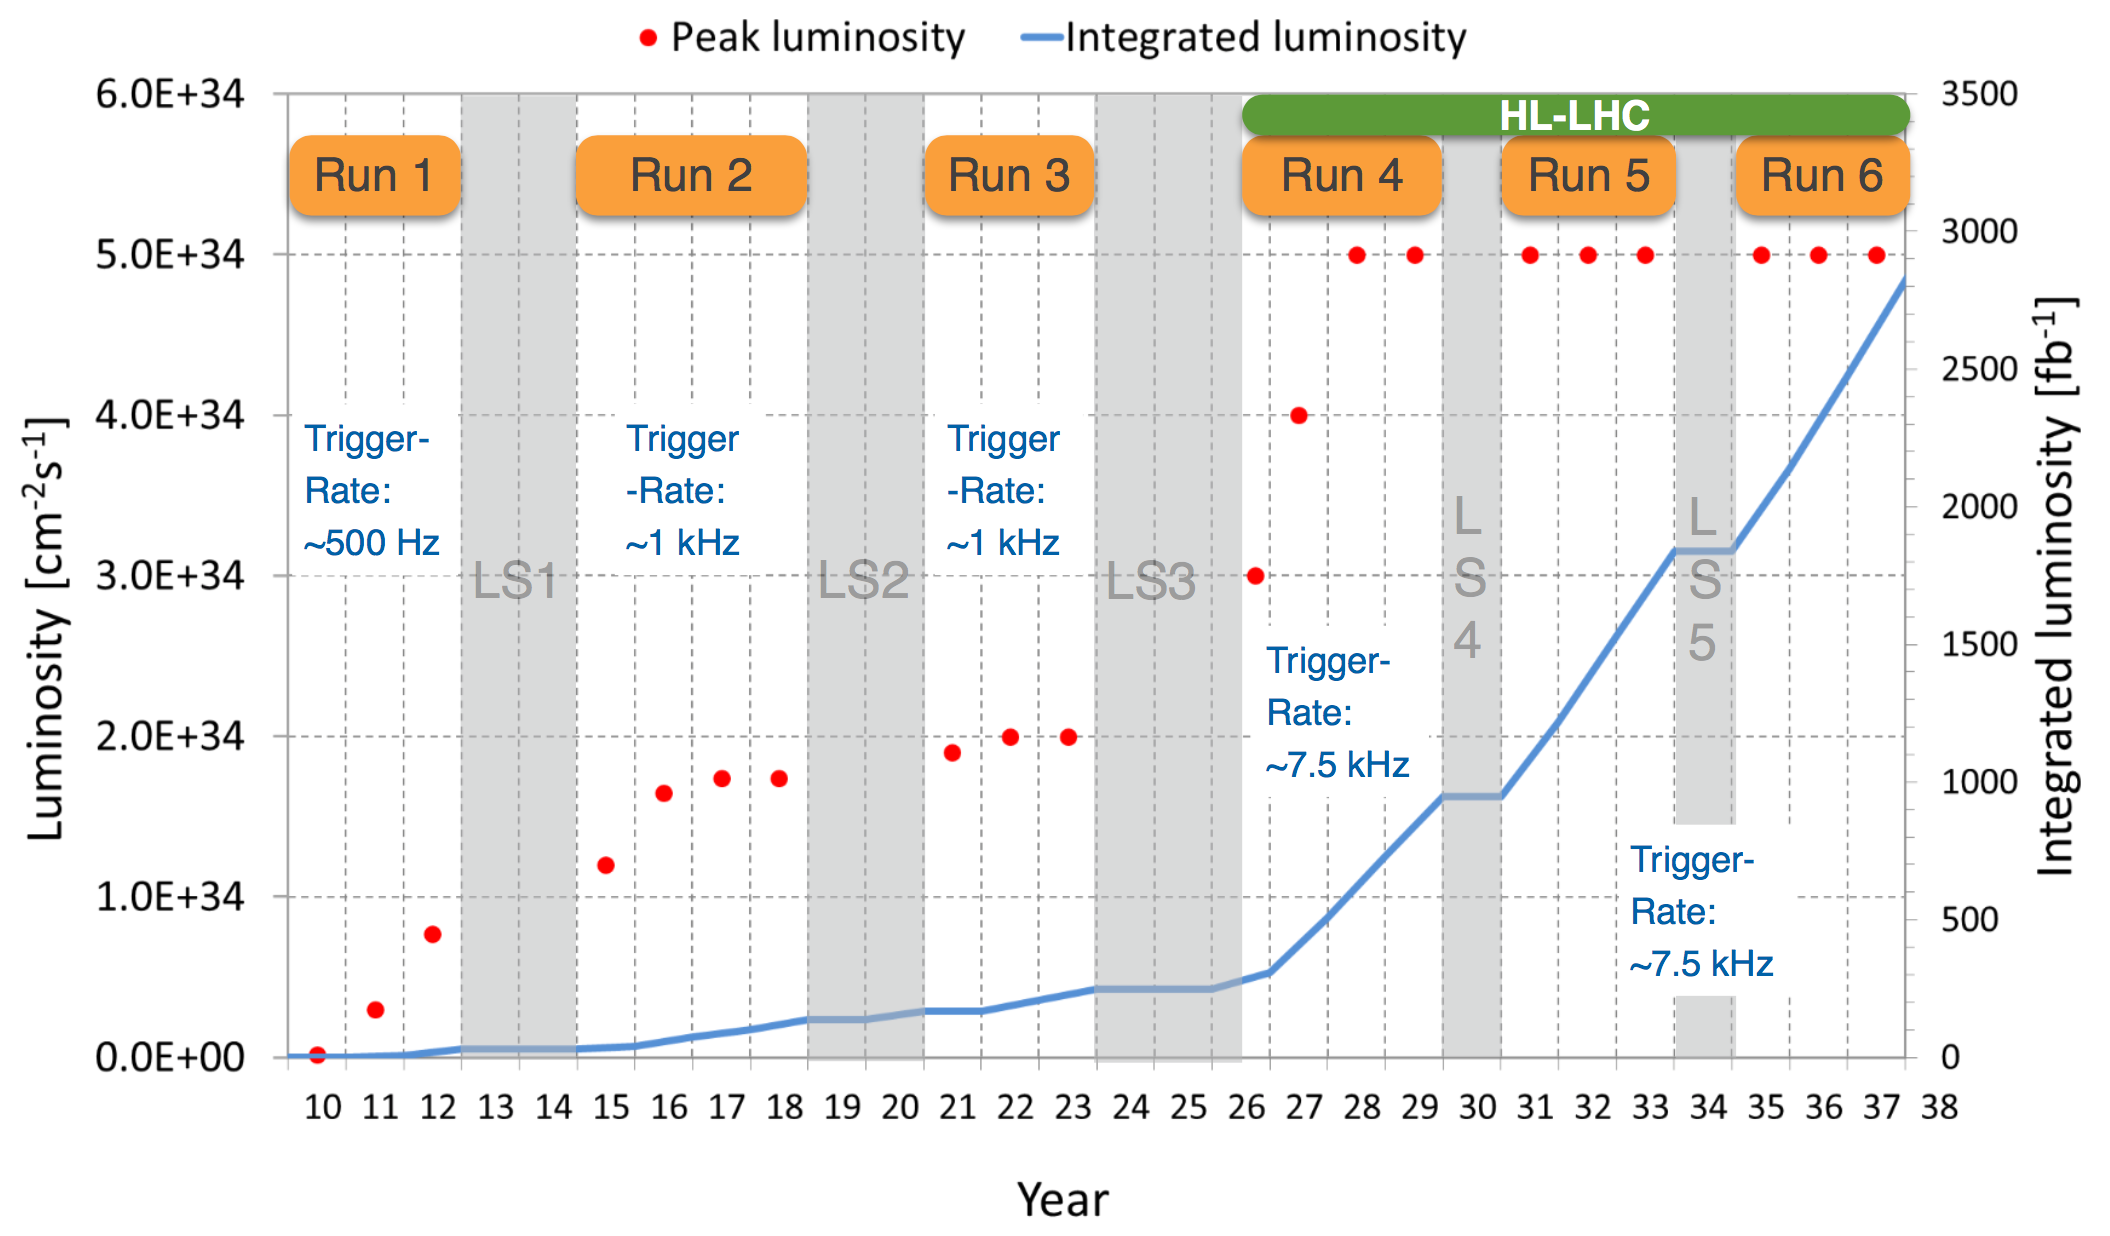 Peak luminosity
Integrated luminosity
6.0E+34
5.0E+34
4.0E+34
3.0E+34
2.0E+34
1.0E+34
0.0E+00
Luminosity [cm-2s-1]
HL-LHC
Run 1
Run 2
Run 3
Run 4
Run 5
Run 6
Trigger-
Rate:
~500 Hz
LS1
Trigger
-Rate:
~1 kHz
LS2
Trigger
-Rate:
~1 kHz
LS3
Trigger-
Rate:
~7.5 kHz
L
S
4
L
S
5
Trigger-
Rate:
~7.5 kHz
3500
3000
2500
2000
1500
1000
500
0
Integrated luminosity [fb-1]
10 11 12 13 14 15 16 17 18 19 20 21 22 23 24 25 26 27 28 29 30 31 32 33 34 35 36 37 38
Year